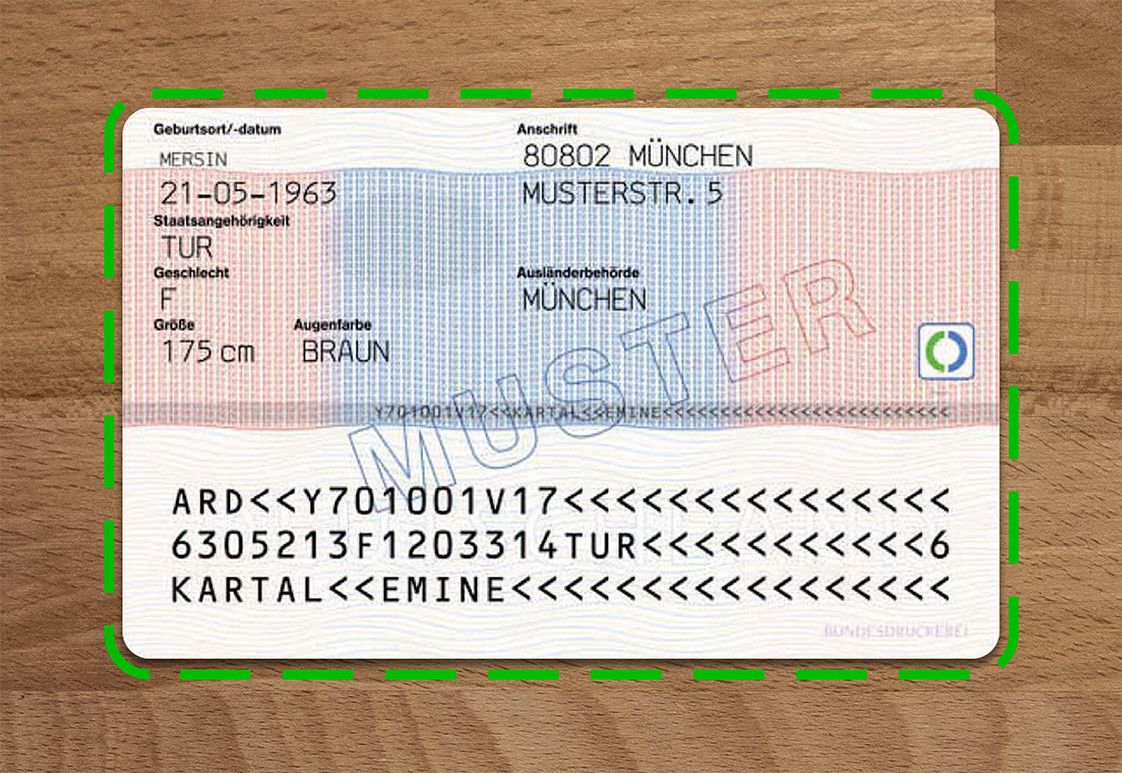 Geburtsort/-datum
MERSIN
21-05-1963
Staatsangehörigkeit
TUR
Geschlecht
F
Größe
175 cm
Augenfarbe
BRAUN
Anschrift
80802 MÜNCHEN
MUSTERSTR. 5
Ausländerbehörde
MÜNCHEN
MUSTER
Y701001V17<<KARTAL<<EMINE<<<<<<<<<<<<<<<<<<<<<<<
ARD<<Y701001V17<<<<<<<<<<<<<<<
6305213F1203314TUR<<<<<<<<<<<6
KARTAL<<EMINE<<<<<<<<<<<<<<<<<
BUNDESDRUCKEREI